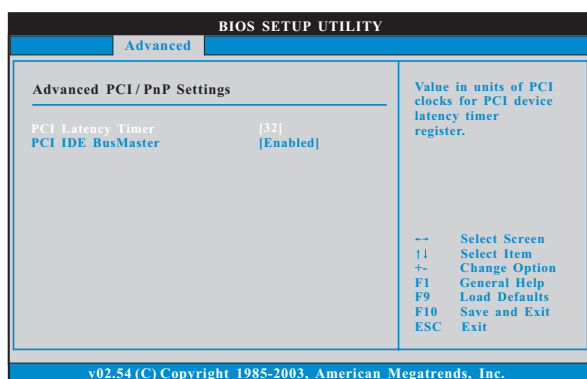 BIOS SETUP UTILITY
Advanced
Advanced PCI / PnP Settings
PCI Latency Timer [32]
PCI IDE BusMaster [Enabled]
Value in units of PCI
clocks for PCI device
latency timer
register.
←→ Select Screen
↑↓ Select Item
+- Change Option
F1 General Help
F9 Load Defaults
F10 Save and Exit
ESC Exit
v02.54 (C) Copyright 1985-2003, American Megatrends, Inc.